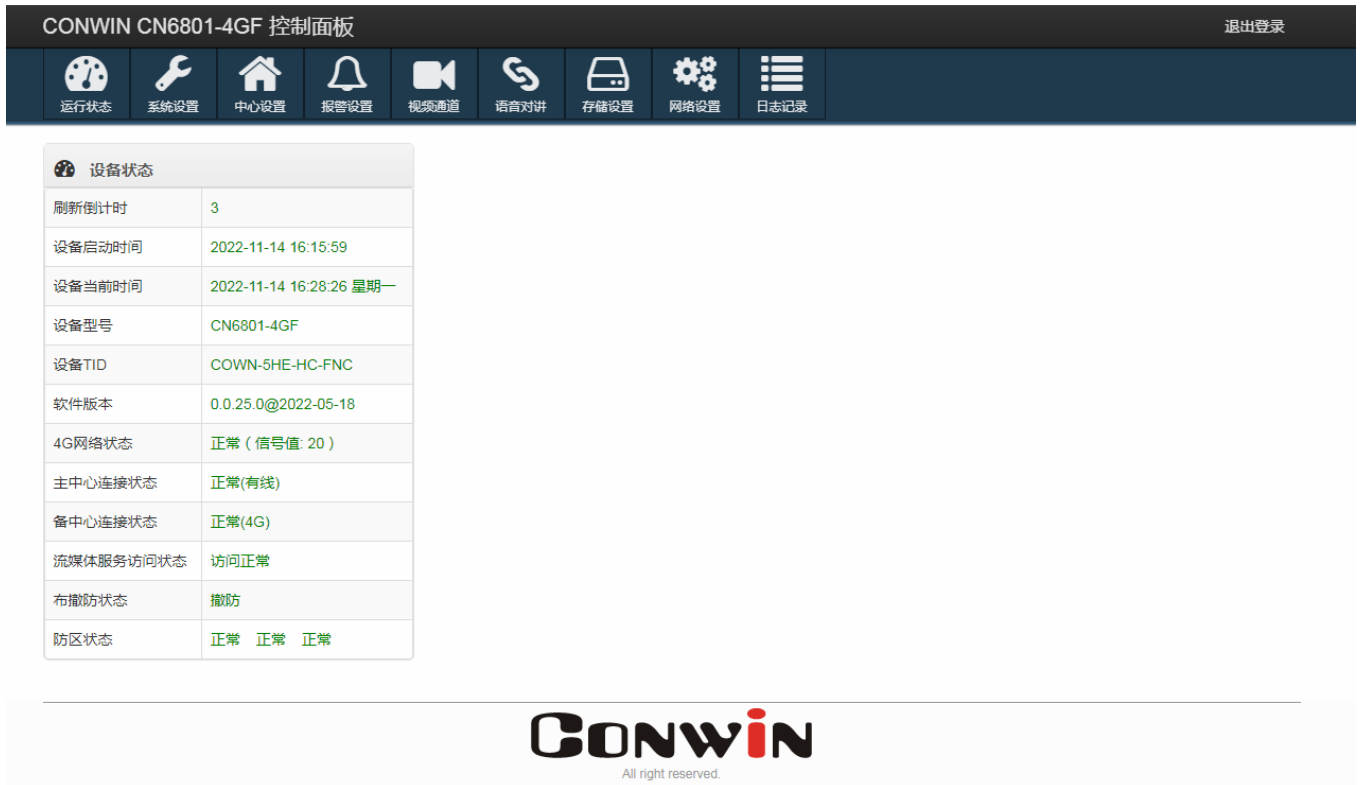 CONWIN CN6801-4GF 控制面板 退出登录
运行状态 系统设置 中心设置 报警设置 视频通道 语音对讲 存储设置 网络设置 日志记录
设备状态
刷新倒计时 3
设备启动时间 2022-11-14 16:15:59
设备当前时间 2022-11-14 16:28:26 星期一
设备型号 CN6801-4GF
设备TID COWN-5HE-HC-FNC
软件版本 0.0.25.0@2022-05-18
4G网络状态 正常 ( 信号值: 20 )
主中心连接状态 正常(有线)
备中心连接状态 正常(4G)
流媒体服务访问状态 访问正常
布撤防状态 撤防
防区状态 正常 正常 正常
CONWiN
All right reserved.